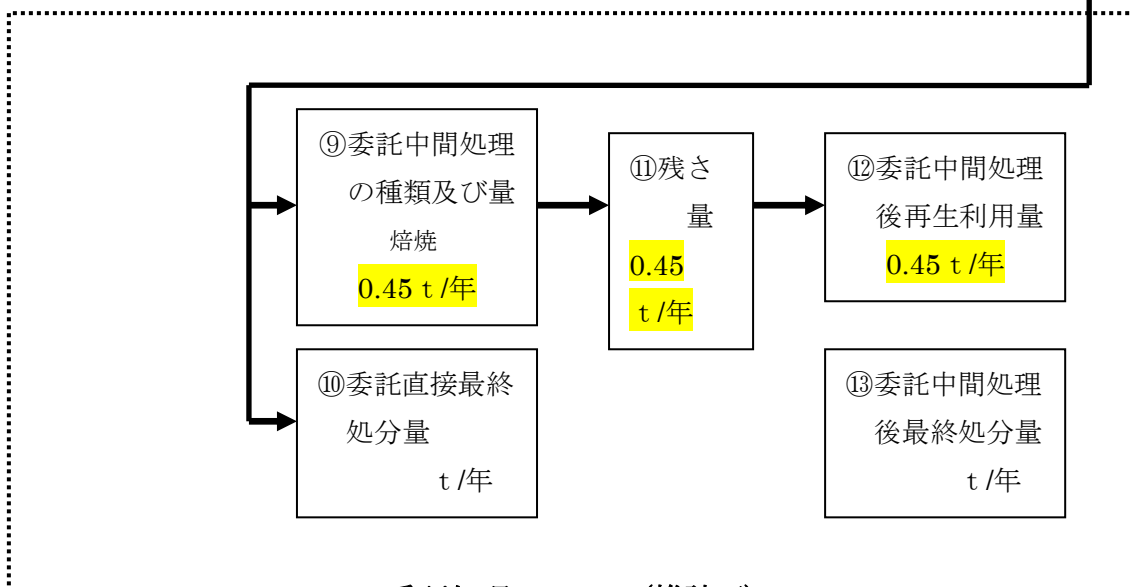 ⑨委託中間処理
の種類及び量
焙焼
0.45ｔ/年
⑪残さ
量
0.45
ｔ/年
⑫委託中間処理
後再生利用量
0.45ｔ/年
⑩委託直接最終
処分量
ｔ/年
⑬委託中間処理
後最終処分量
ｔ/年